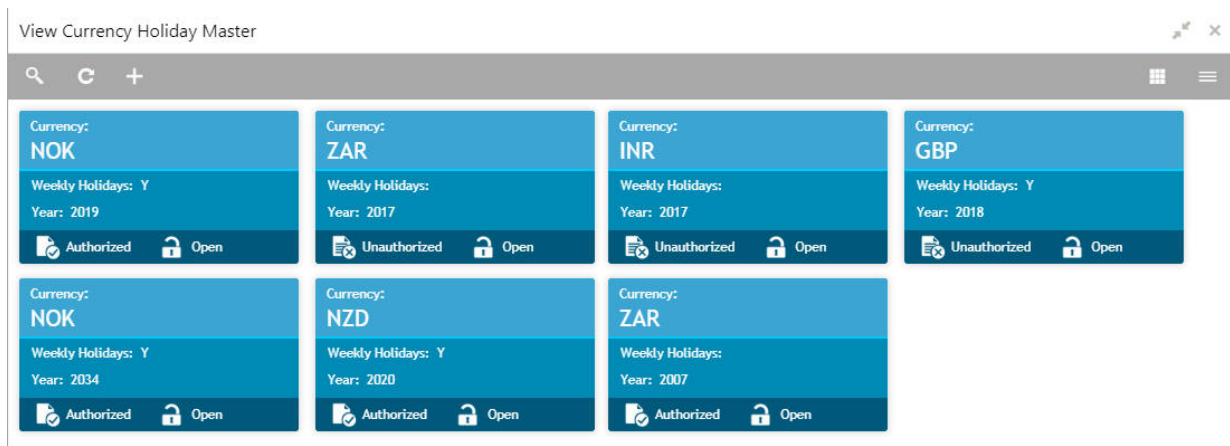 View Currency Holiday Master
Currency:
NOK
Weekly Holidays: Y
Year: 2019
Authorized Open
Currency:
ZAR
Weekly Holidays:
Year: 2017
Unauthorized Open
Currency:
INR
Weekly Holidays:
Year: 2017
Unauthorized Open
Currency:
GBP
Weekly Holidays: Y
Year: 2018
Unauthorized Open
Currency:
NOK
Weekly Holidays: Y
Year: 2034
Authorized Open
Currency:
NZD
Weekly Holidays: Y
Year: 2020
Authorized Open
Currency:
ZAR
Weekly Holidays:
Year: 2007
Authorized Open